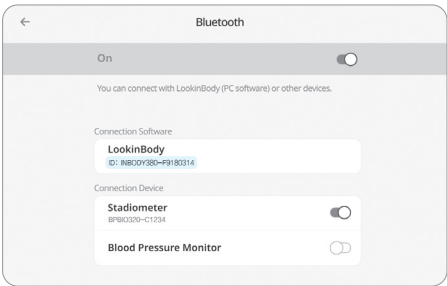 Bluetooth
On
You can connect with LookinBody (PC software) or other devices.
Connection Software
LookinBody
ID: INBODY380-F9180314
Connection Device
Stadiometer
BPBIO320-C1234
Blood Pressure Monitor